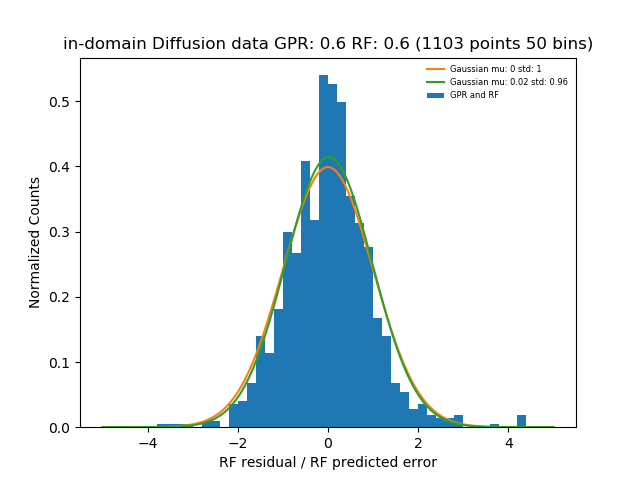 in-domain Diffusion data GPR: 0.6 RF: 0.6 (1103 points 50 bins)
Gaussian mu: 0 std: 1
Gaussian mu: 0.02 std: 0.96
GPR and RF
Normalized Counts
0.5
0.4
0.3
0.2
0.1
0.0
−4
−2
0
2
4
RF residual / RF predicted error